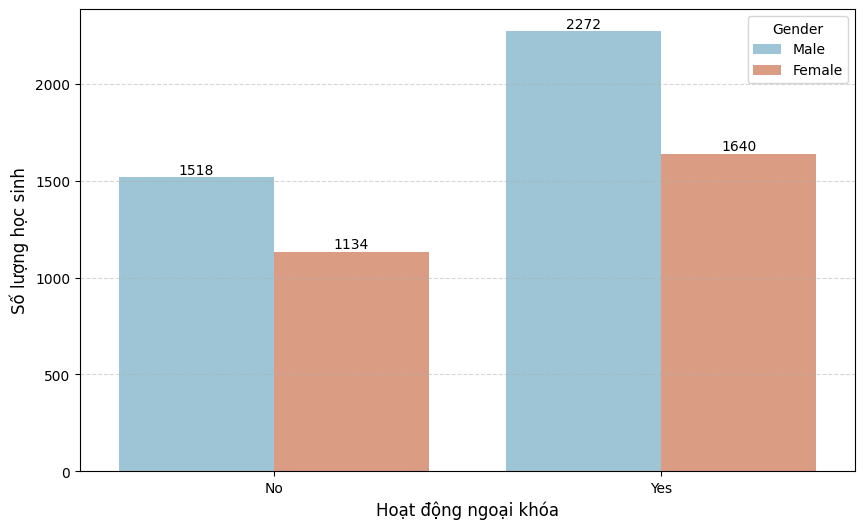 2272
Gender
Male
Female
2000
1640
1518
1500
1134
1000
500
0
Số lượng học sinh
No
Yes
Hoạt động ngoại khóa